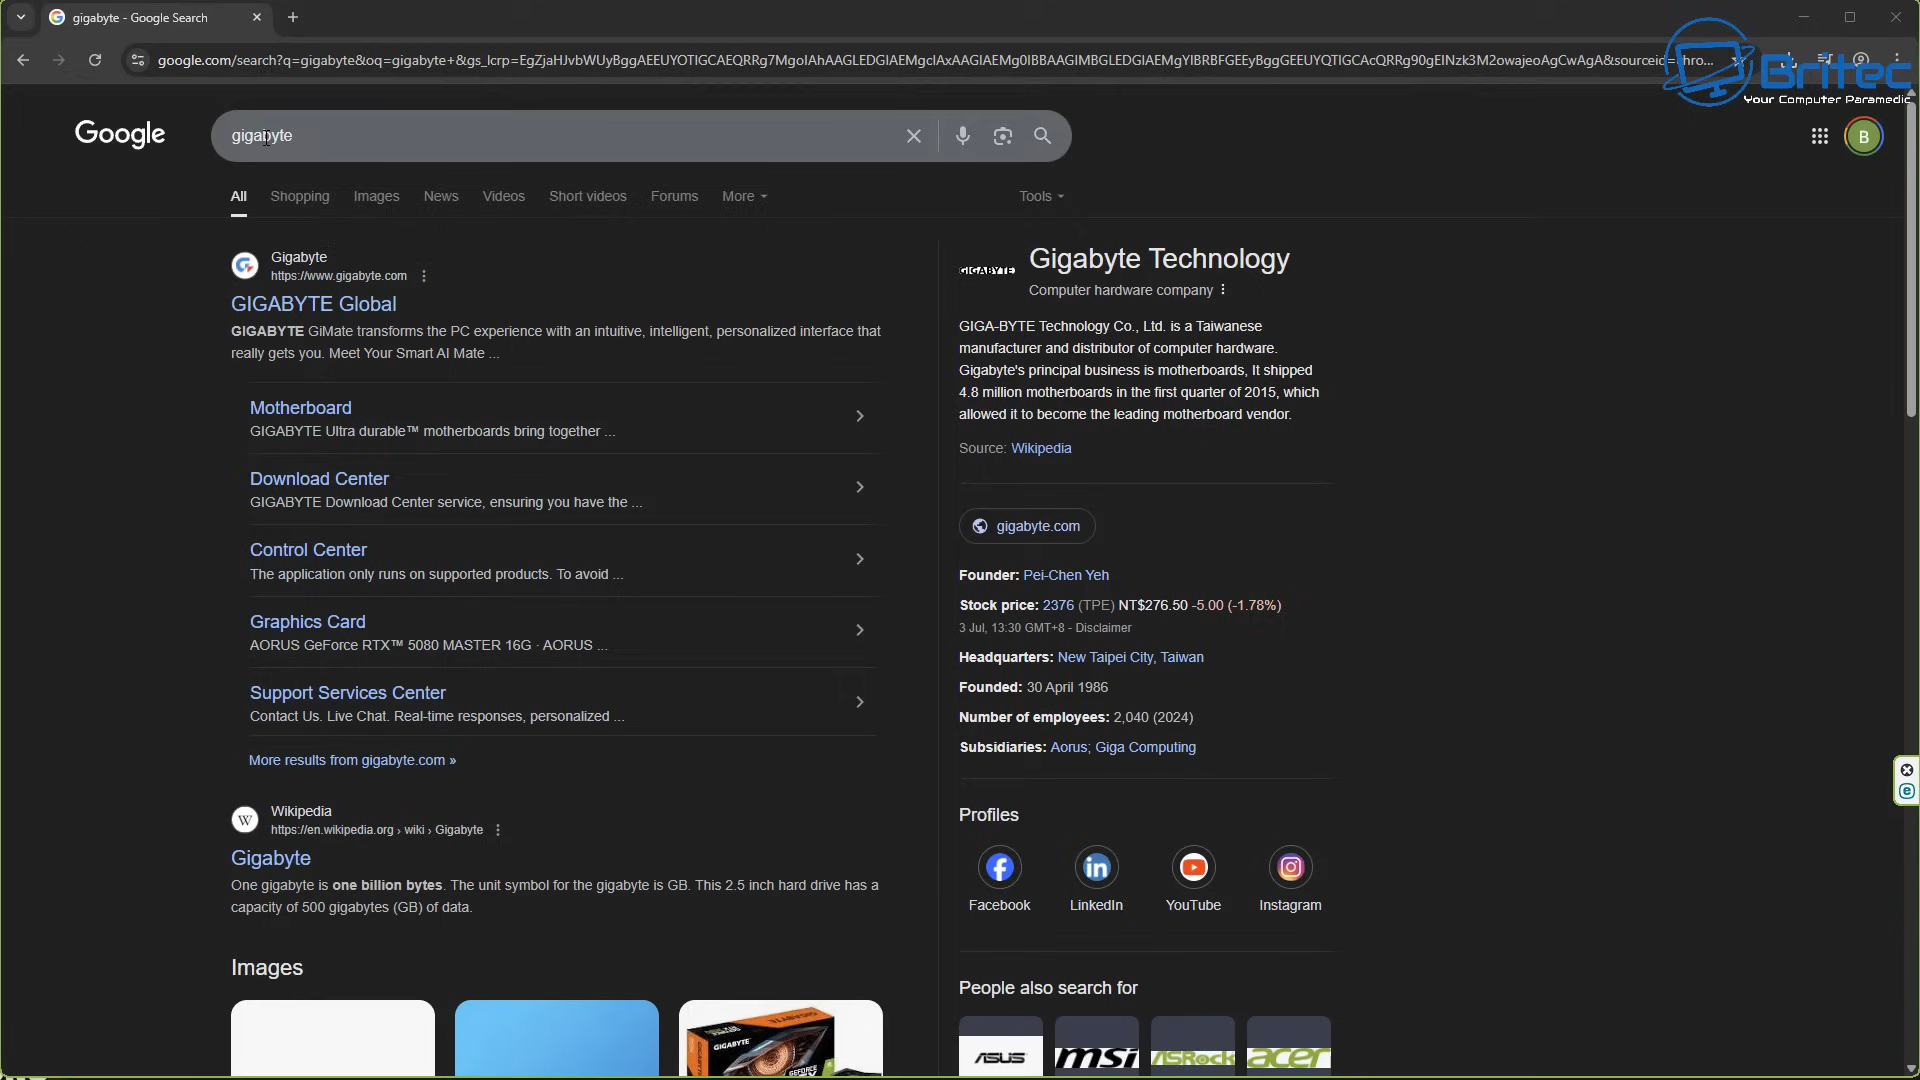 gigabyte - Google Search
google.com/search?q=gigabyte&oq=gigabyte+&gs_lcrp=EgZjaHJvbWUyBggAEEUYOTIGCAEQRRg7MgoIAhAAGLEDGIAEMgcIAxAAGIAEMg0IBBAAGIMBGLEDGIAEMgYIBRBFGEEyBggGEEUYQTIGCAcQRRg90gEINzk3M2owajeoAgCwAgA&sourceid=chro...
Britec
Your Computer Paramedic
Google
gigabyte
B
All
Shopping
Images
News
Videos
Short videos
Forums
More
Tools
Gigabyte
https://www.gigabyte.com
GIGABYTE Global
GIGABYTE GiMate transforms the PC experience with an intuitive, intelligent, personalized interface that
really gets you. Meet Your Smart AI Mate ...
Motherboard
GIGABYTE Ultra durable™ motherboards bring together ...
Download Center
GIGABYTE Download Center service, ensuring you have the ...
Control Center
The application only runs on supported products. To avoid ...
Graphics Card
AORUS GeForce RTX™ 5080 MASTER 16G · AORUS ...
Support Services Center
Contact Us. Live Chat. Real-time responses, personalized ...
More results from gigabyte.com »
W
Wikipedia
https://en.wikipedia.org › wiki › Gigabyte
Gigabyte
One gigabyte is one billion bytes. The unit symbol for the gigabyte is GB. This 2.5 inch hard drive has a
capacity of 500 gigabytes (GB) of data.
Images
GIGABYTE
GIGABYTE
GEFORCE
GIGABYTE
Gigabyte Technology
Computer hardware company
GIGA-BYTE Technology Co., Ltd. is a Taiwanese
manufacturer and distributor of computer hardware.
Gigabyte's principal business is motherboards, It shipped
4.8 million motherboards in the first quarter of 2015, which
allowed it to become the leading motherboard vendor.
Source: Wikipedia
gigabyte.com
Founder: Pei-Chen Yeh
Stock price: 2376 (TPE) NT$276.50 -5.00 (-1.78%)
3 Jul, 13:30 GMT+8 - Disclaimer
Headquarters: New Taipei City, Taiwan
Founded: 30 April 1986
Number of employees: 2,040 (2024)
Subsidiaries: Aorus; Giga Computing
Profiles
Facebook
LinkedIn
YouTube
Instagram
People also search for
ASUS
msi
ASRock
acer